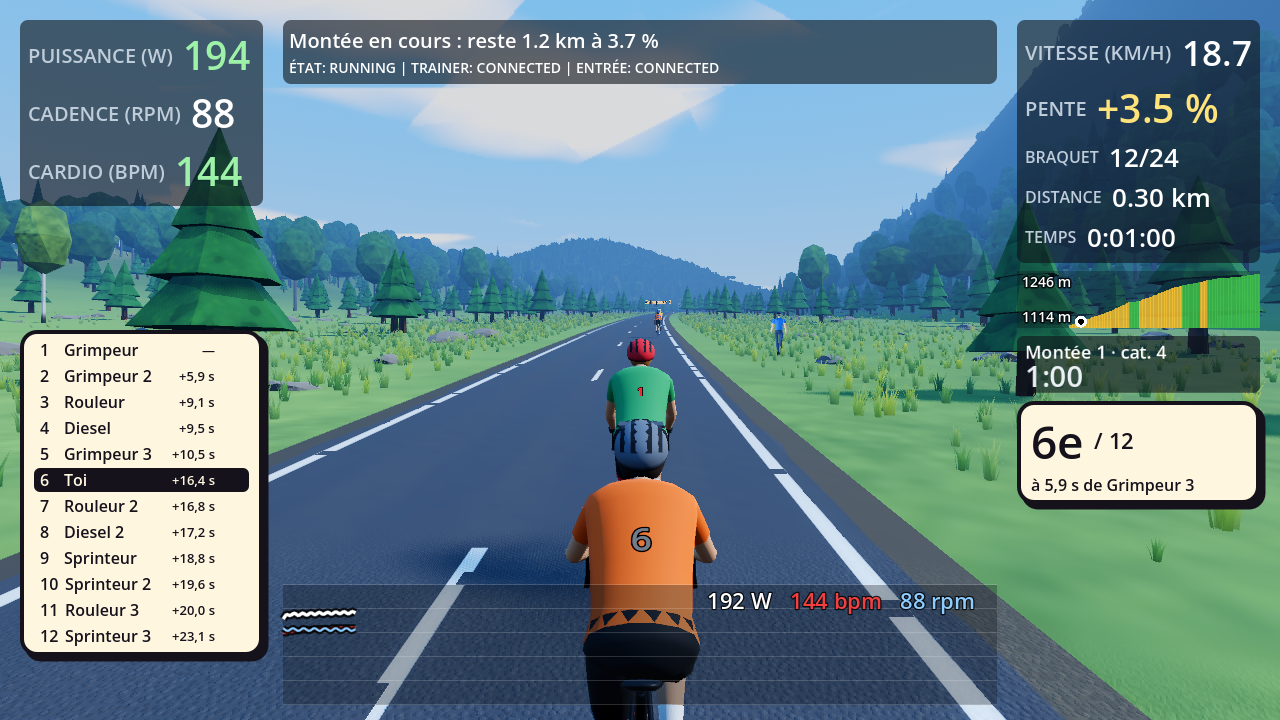 PUISSANCE (W) 194
CADENCE (RPM) 88
CARDIO (BPM) 144
Montée en cours : reste 1.2 km à 3.7 %
ÉTAT: RUNNING | TRAINER: CONNECTED | ENTRÉE: CONNECTED
VITESSE (KM/H) 18.7
PENTE +3.5 %
BRAQUET 12/24
DISTANCE 0.30 km
TEMPS 0:01:00
1246 m
1114 m
Montée 1 · cat. 4
1:00
6e / 12
à 5,9 s de Grimpeur 3
1 Grimpeur —
2 Grimpeur 2 +5,9 s
3 Rouleur +9,1 s
4 Diesel +9,5 s
5 Grimpeur 3 +10,5 s
6 Toi +16,4 s
7 Rouleur 2 +16,8 s
8 Diesel 2 +17,2 s
9 Sprinteur +18,8 s
10 Sprinteur 2 +19,6 s
11 Rouleur 3 +20,0 s
12 Sprinteur 3 +23,1 s
1
6
192 W 144 bpm 88 rpm